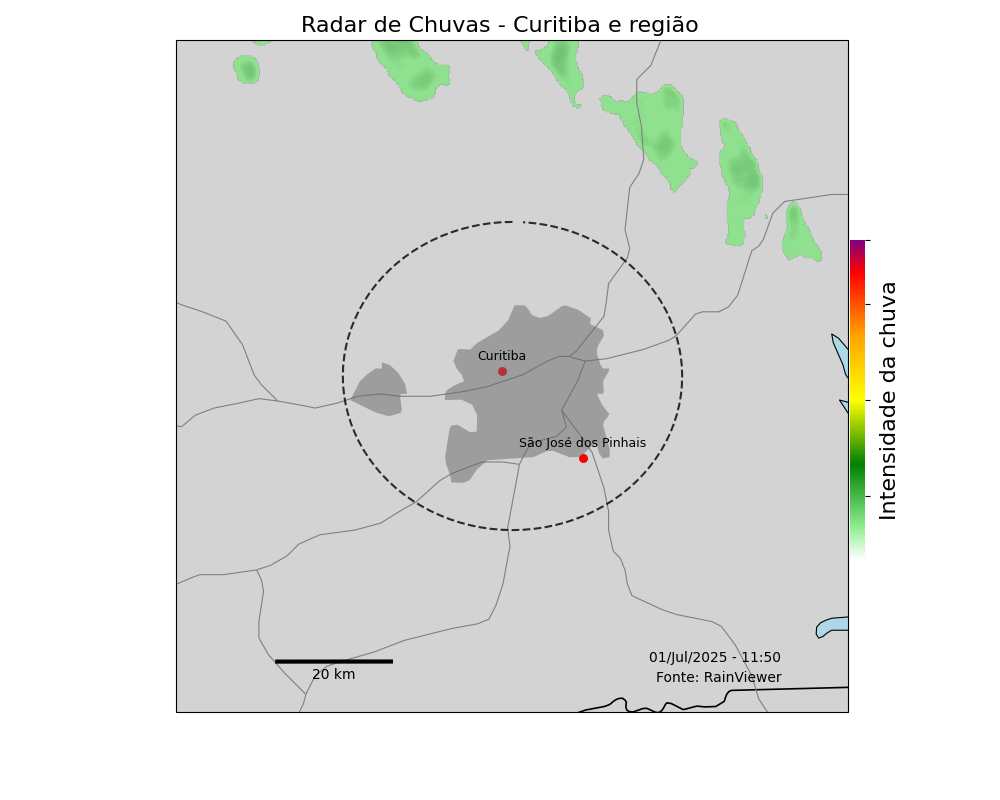 Radar de Chuvas - Curitiba e região
Curitiba
São José dos Pinhais
Intensidade da chuva
01/Jul/2025 - 11:50
Fonte: RainViewer
20 km